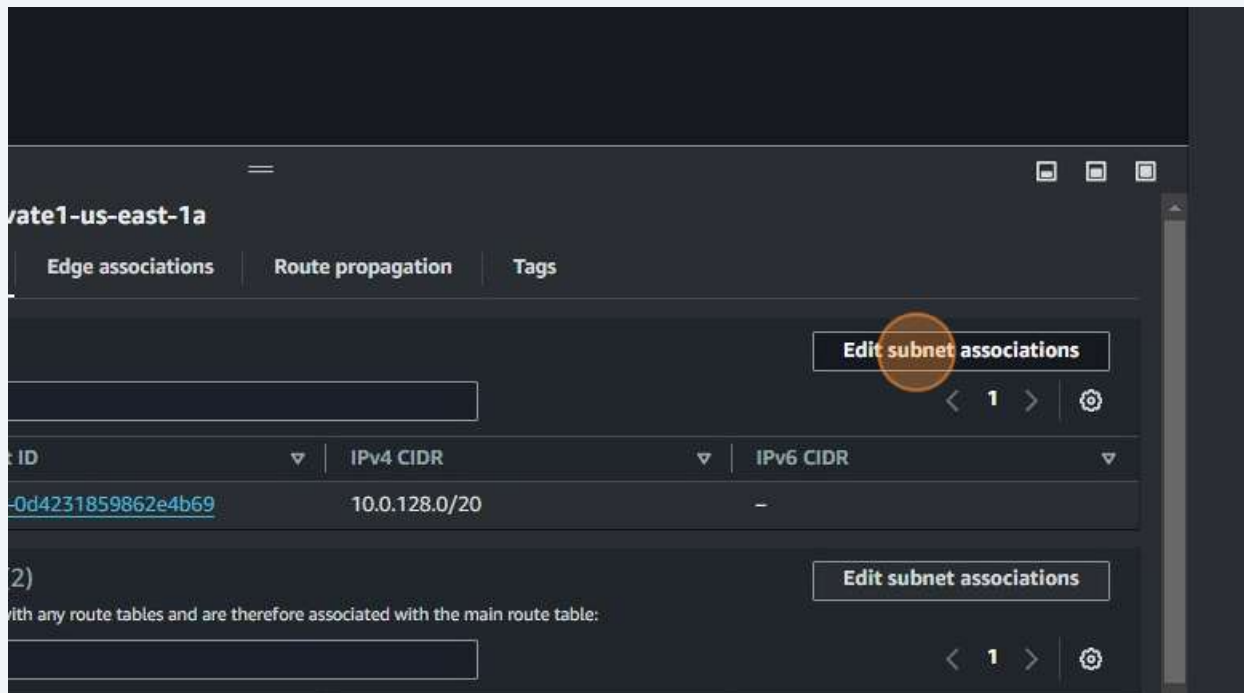 vate1-us-east-1a
Edge associations Route propagation Tags
Edit subnet associations
1
t ID IPv4 CIDR IPv6 CIDR
-0d4231859862e4b69 10.0.128.0/20 –
(2) Edit subnet associations
with any route tables and are therefore associated with the main route table:
1